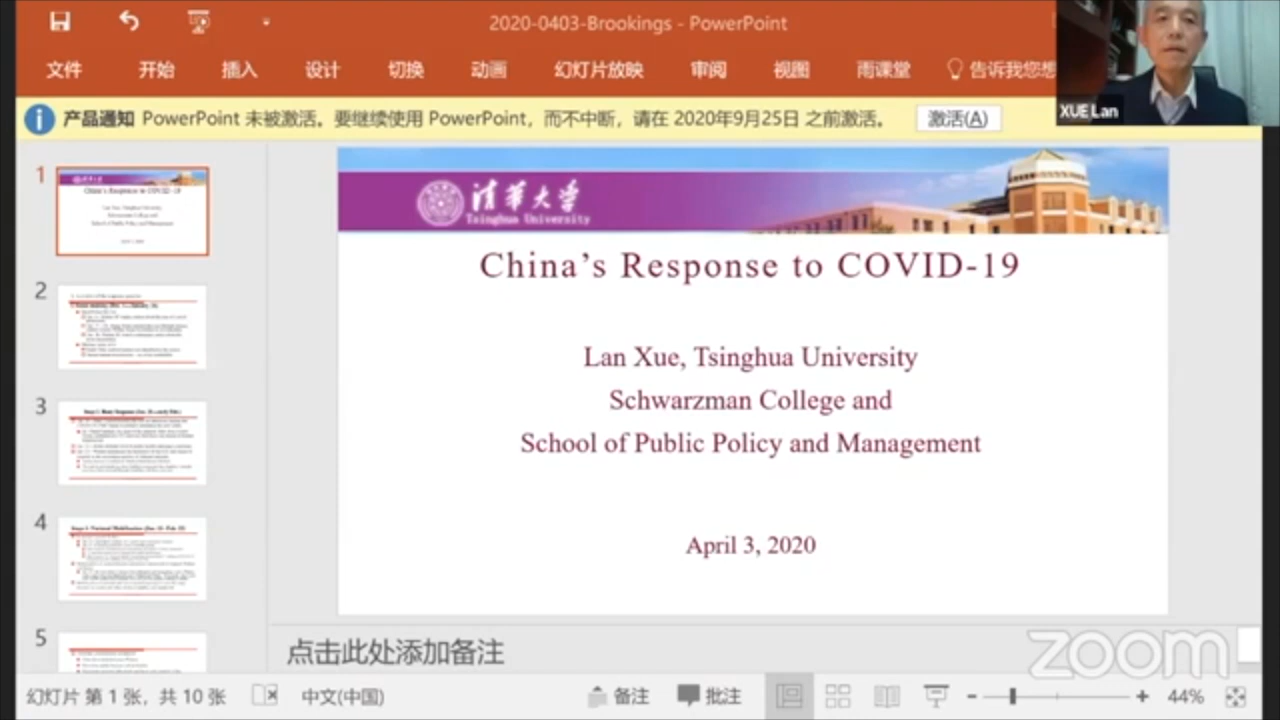 2020-0403-Brookings - PowerPoint
文件 开始 插入 设计 切换 动画 幻灯片放映 审阅 视图 雨课堂 告诉我您想
XUE Lan
产品通知 PowerPoint 未被激活。要继续使用 PowerPoint，而不中断，请在 2020年9月25日 之前激活。 激活(A)
1
2
3
4
5
清华大学
Tsinghua University
China's Response to COVID-19
Lan Xue, Tsinghua University
Schwarzman College and
School of Public Policy and Management
April 3, 2020
点击此处添加备注
zoom
幻灯片 第 1 张，共 10 张 中文(中国) 备注 批注 44%